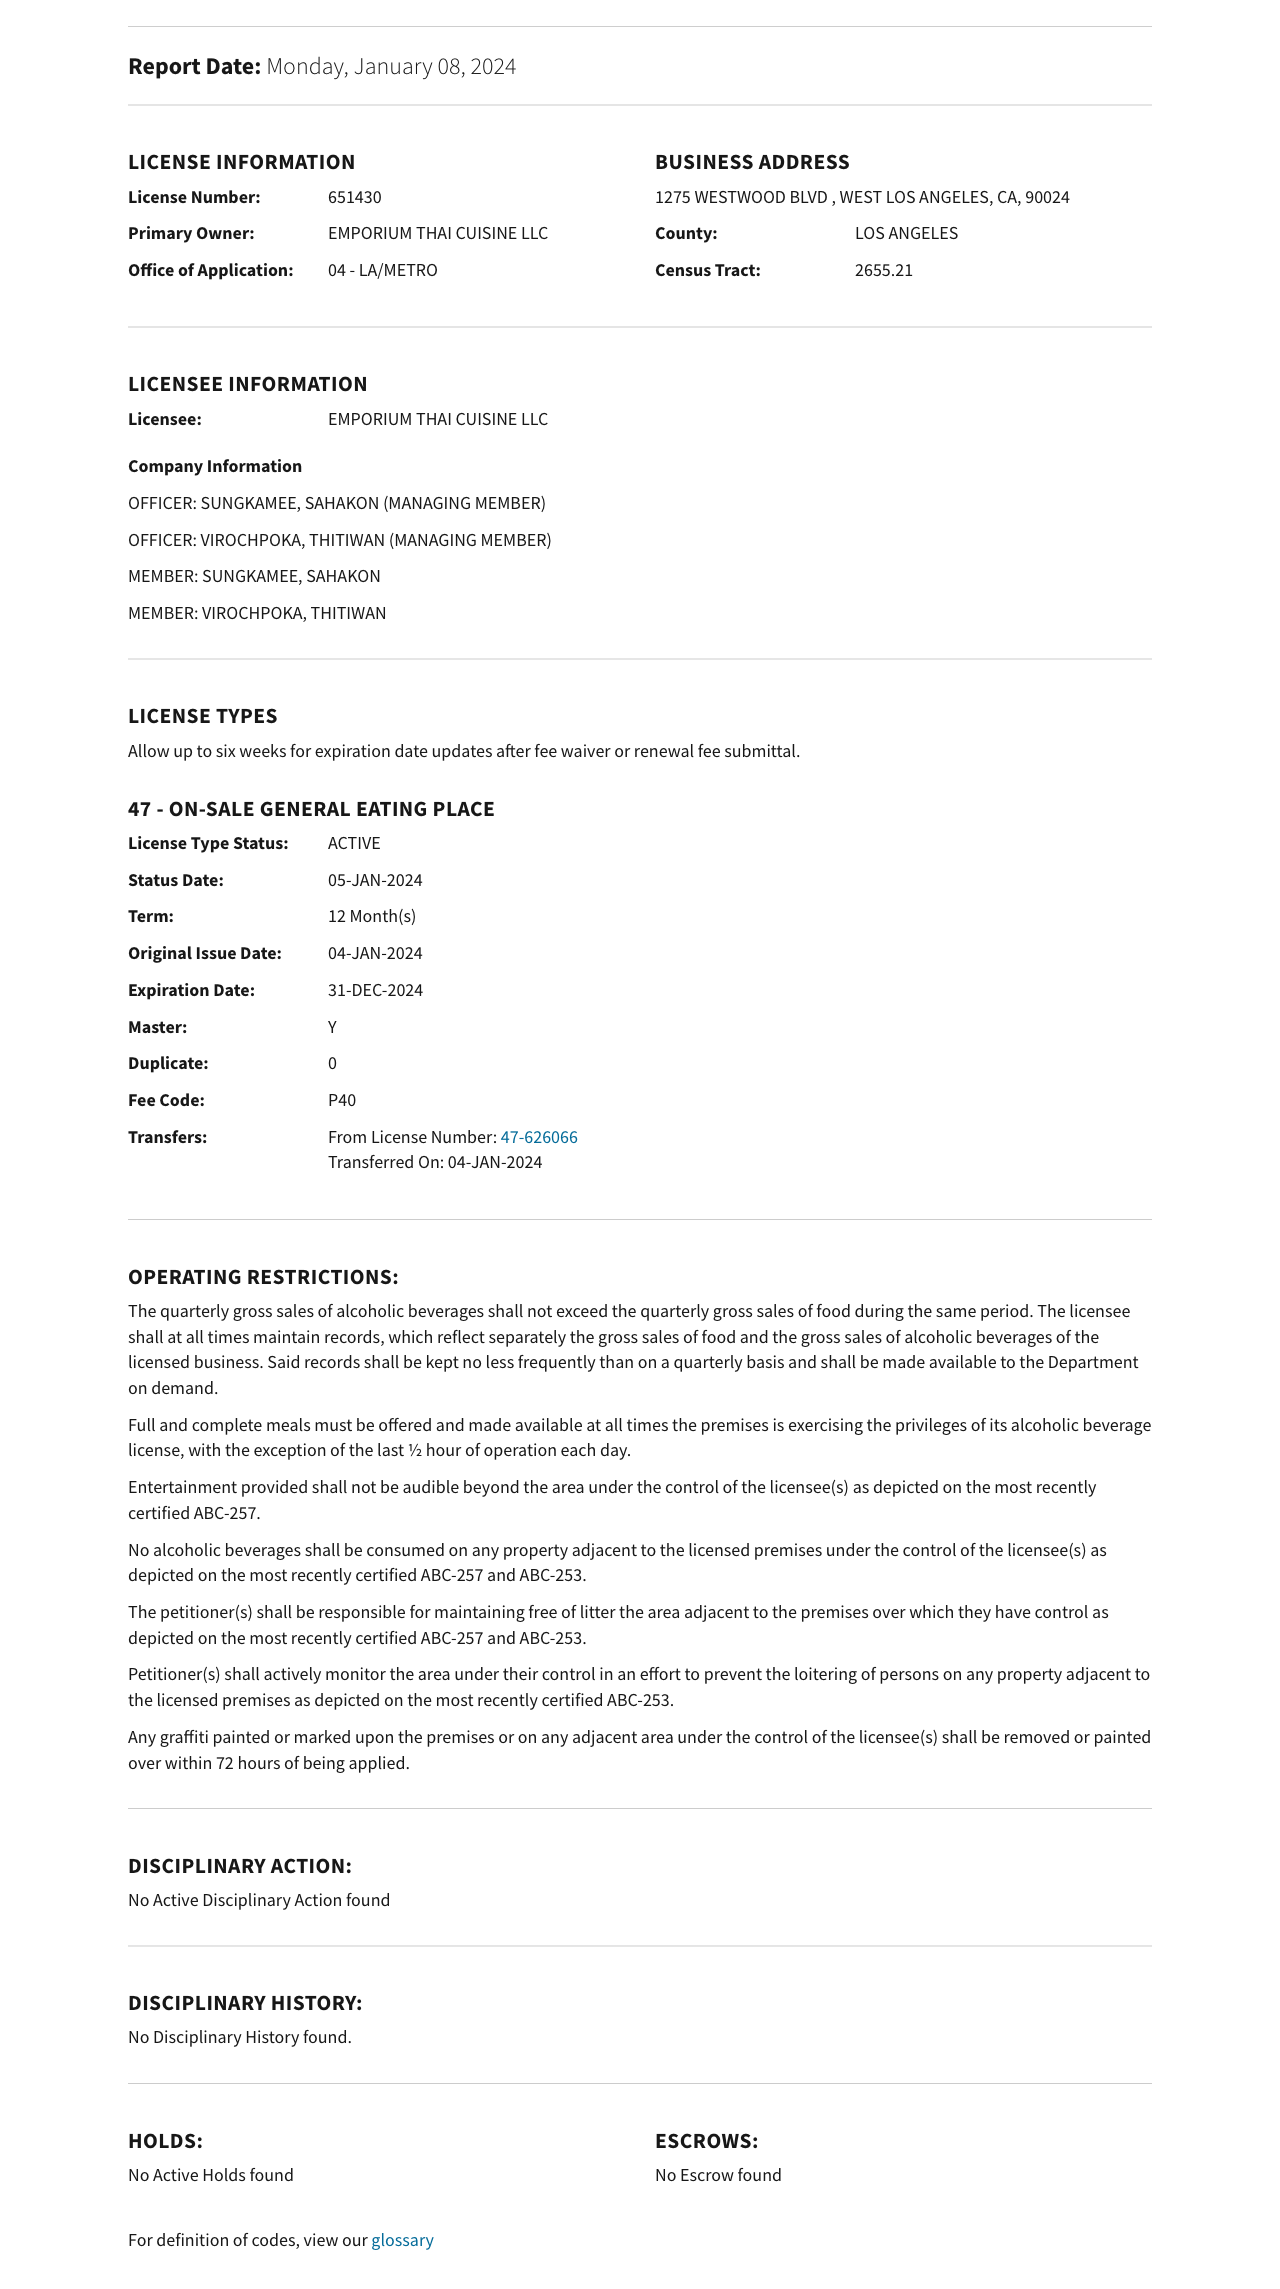 Report Date: Monday, January 08, 2024
LICENSE INFORMATION
License Number: 651430
Primary Owner: EMPORIUM THAI CUISINE LLC
Office of Application: 04 - LA/METRO
BUSINESS ADDRESS
1275 WESTWOOD BLVD , WEST LOS ANGELES, CA, 90024
County: LOS ANGELES
Census Tract: 2655.21
LICENSEE INFORMATION
Licensee: EMPORIUM THAI CUISINE LLC
Company Information
OFFICER: SUNGKAMEE, SAHAKON (MANAGING MEMBER)
OFFICER: VIROCHPOKA, THITIWAN (MANAGING MEMBER)
MEMBER: SUNGKAMEE, SAHAKON
MEMBER: VIROCHPOKA, THITIWAN
LICENSE TYPES
Allow up to six weeks for expiration date updates after fee waiver or renewal fee submittal.
47 - ON-SALE GENERAL EATING PLACE
License Type Status: ACTIVE
Status Date: 05-JAN-2024
Term: 12 Month(s)
Original Issue Date: 04-JAN-2024
Expiration Date: 31-DEC-2024
Master: Y
Duplicate: 0
Fee Code: P40
Transfers: From License Number: 47-626066
Transferred On: 04-JAN-2024
OPERATING RESTRICTIONS:
The quarterly gross sales of alcoholic beverages shall not exceed the quarterly gross sales of food during the same period. The licensee
shall at all times maintain records, which reflect separately the gross sales of food and the gross sales of alcoholic beverages of the
licensed business. Said records shall be kept no less frequently than on a quarterly basis and shall be made available to the Department
on demand.
Full and complete meals must be offered and made available at all times the premises is exercising the privileges of its alcoholic beverage
license, with the exception of the last ½ hour of operation each day.
Entertainment provided shall not be audible beyond the area under the control of the licensee(s) as depicted on the most recently
certified ABC-257.
No alcoholic beverages shall be consumed on any property adjacent to the licensed premises under the control of the licensee(s) as
depicted on the most recently certified ABC-257 and ABC-253.
The petitioner(s) shall be responsible for maintaining free of litter the area adjacent to the premises over which they have control as
depicted on the most recently certified ABC-257 and ABC-253.
Petitioner(s) shall actively monitor the area under their control in an effort to prevent the loitering of persons on any property adjacent to
the licensed premises as depicted on the most recently certified ABC-253.
Any graffiti painted or marked upon the premises or on any adjacent area under the control of the licensee(s) shall be removed or painted
over within 72 hours of being applied.
DISCIPLINARY ACTION:
No Active Disciplinary Action found
DISCIPLINARY HISTORY:
No Disciplinary History found.
HOLDS:
No Active Holds found
ESCROWS:
No Escrow found
For definition of codes, view our glossary